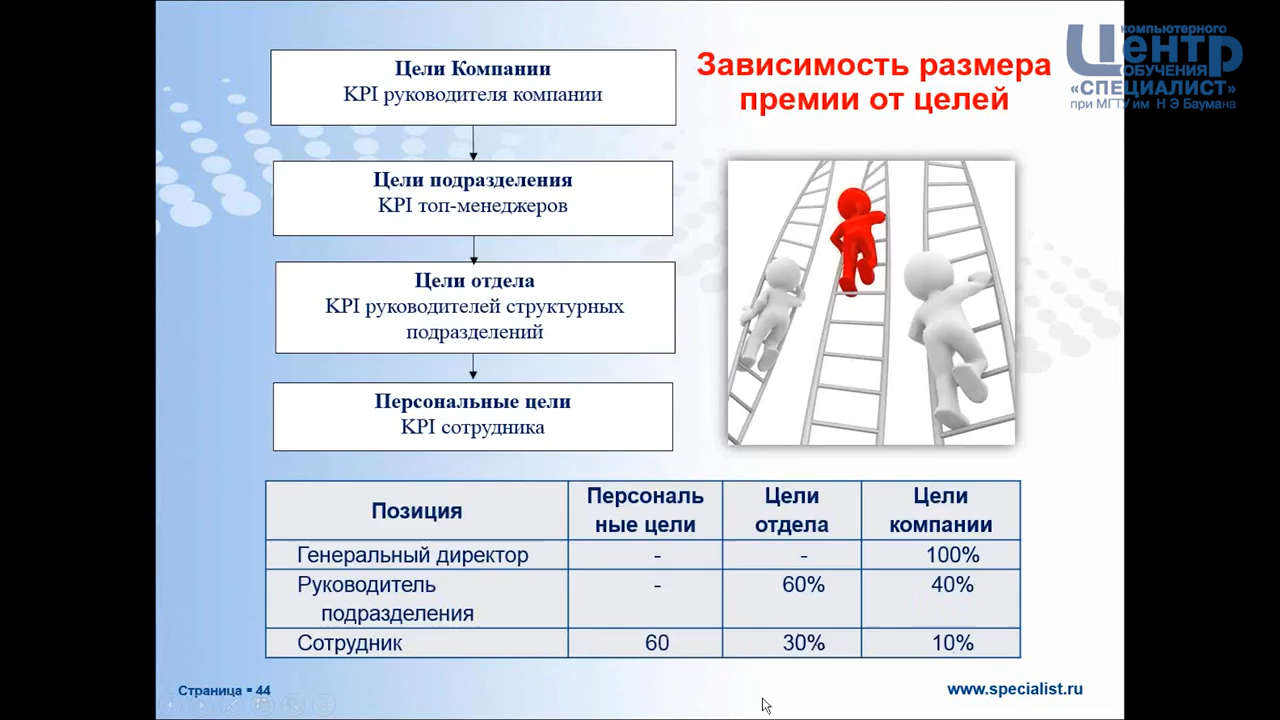 Цели Компании
KPI руководителя компании
Цели подразделения
KPI топ-менеджеров
Цели отдела
KPI руководителей структурных
подразделений
Персональные цели
KPI сотрудника
Зависимость размера
премии от целей
компьютерного
Центр
ОБУЧЕНИЯ
«СПЕЦИАЛИСТ»
при МГТУ им Н Э Баумана
Позиция
Персональ
ные цели
Цели
отдела
Цели
компании
Генеральный директор - - 100%
Руководитель
подразделения - 60% 40%
Сотрудник 60 30% 10%
Страница ▪ 44
www.specialist.ru